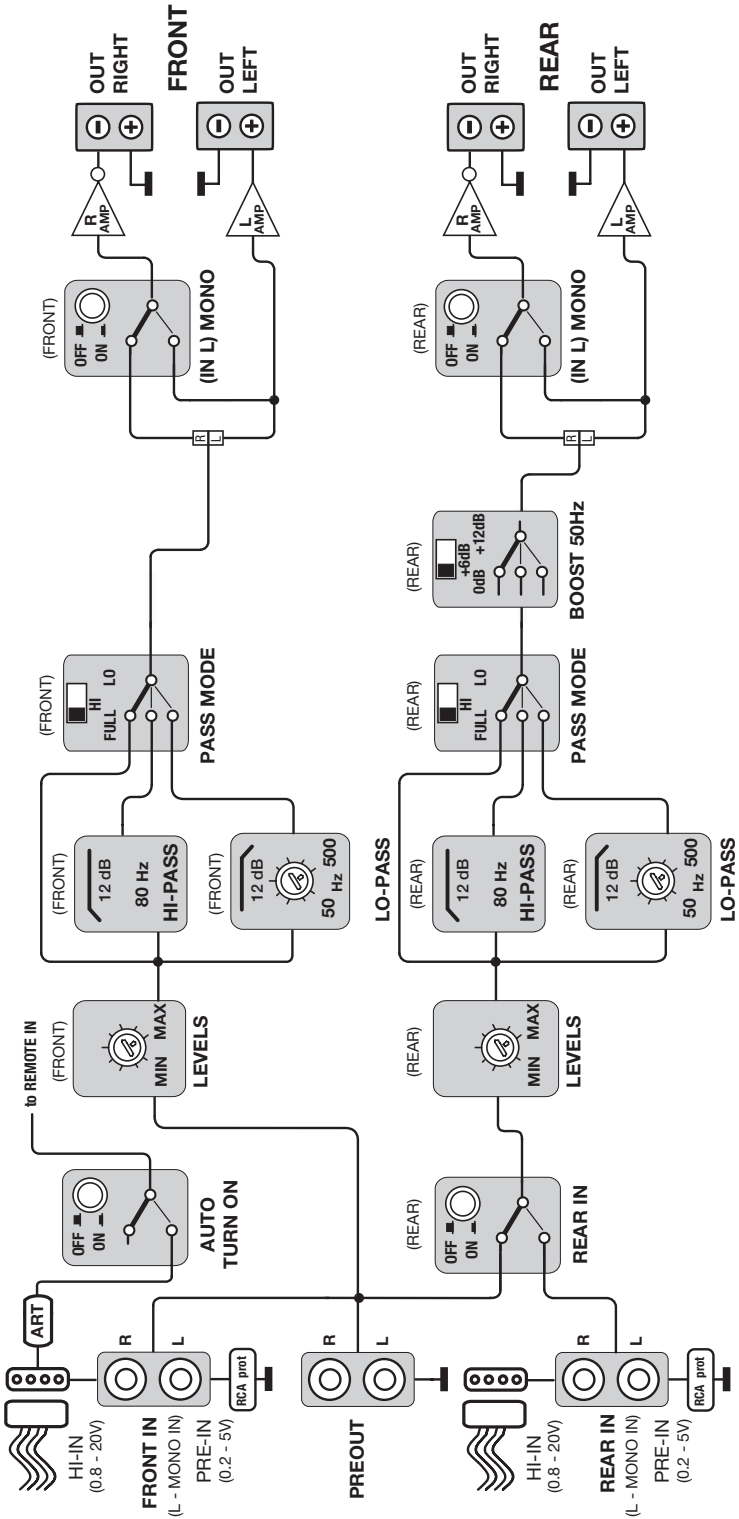 to REMOTE IN
ART
OFF
ON
AUTO
TURN ON
HI-IN
(0.8 - 20V)
FRONT IN
(L - MONO IN)
PRE-IN
(0.2 - 5V)
R
L
RCA prot
(FRONT)
MIN MAX
LEVELS
(FRONT)
12 dB
80 Hz
HI-PASS
(FRONT)
12 dB
50 Hz 500
LO-PASS
(FRONT)
FULL HI LO
PASS MODE
R
L
(FRONT)
OFF
ON
(IN L) MONO
R
AMP
L
AMP
OUT
RIGHT
FRONT
OUT
LEFT
PREOUT
R
L
HI-IN
(0.8 - 20V)
REAR IN
(L - MONO IN)
PRE-IN
(0.2 - 5V)
R
L
RCA prot
(REAR)
OFF
ON
REAR IN
(REAR)
MIN MAX
LEVELS
(REAR)
12 dB
80 Hz
HI-PASS
(REAR)
12 dB
50 Hz 500
LO-PASS
(REAR)
FULL HI LO
PASS MODE
(REAR)
0dB +6dB +12dB
BOOST 50Hz
R
L
(REAR)
OFF
ON
(IN L) MONO
R
AMP
L
AMP
OUT
RIGHT
REAR
OUT
LEFT